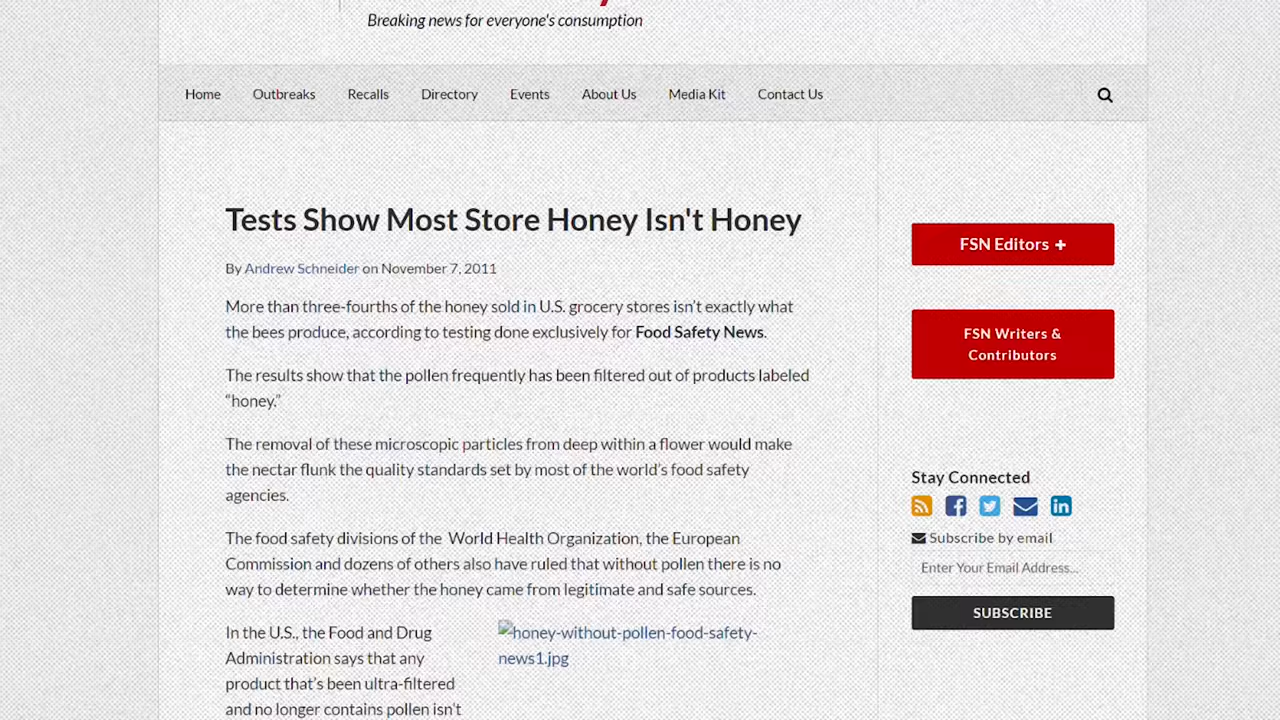 Breaking news for everyone's consumption
Home Outbreaks Recalls Directory Events About Us Media Kit Contact Us
Tests Show Most Store Honey Isn't Honey
By Andrew Schneider on November 7, 2011
More than three-fourths of the honey sold in U.S. grocery stores isn't exactly what
the bees produce, according to testing done exclusively for Food Safety News.
The results show that the pollen frequently has been filtered out of products labeled
“honey.”
The removal of these microscopic particles from deep within a flower would make
the nectar flunk the quality standards set by most of the world's food safety
agencies.
The food safety divisions of the World Health Organization, the European
Commission and dozens of others also have ruled that without pollen there is no
way to determine whether the honey came from legitimate and safe sources.
In the U.S., the Food and Drug
Administration says that any
product that's been ultra-filtered
and no longer contains pollen isn't
honey-without-pollen-food-safety-
news1.jpg
FSN Editors +
FSN Writers &
Contributors
Stay Connected
Subscribe by email
Enter Your Email Address...
SUBSCRIBE